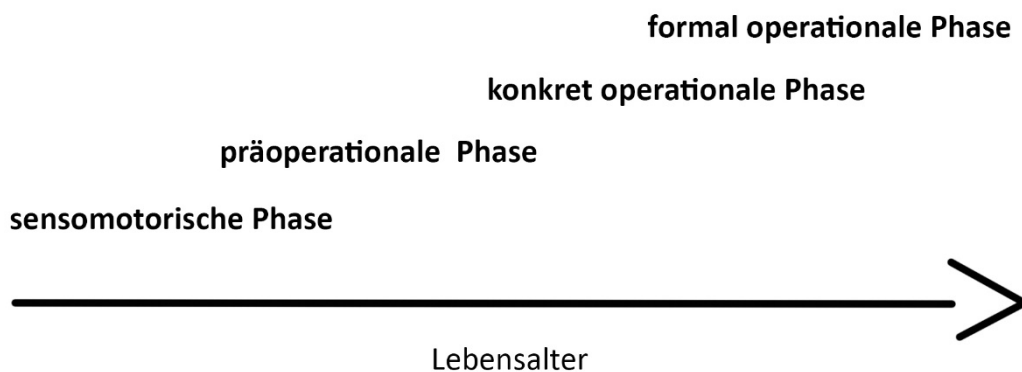 formal operationale Phase
konkret operationale Phase
präoperationale Phase
sensomotorische Phase
Lebensalter